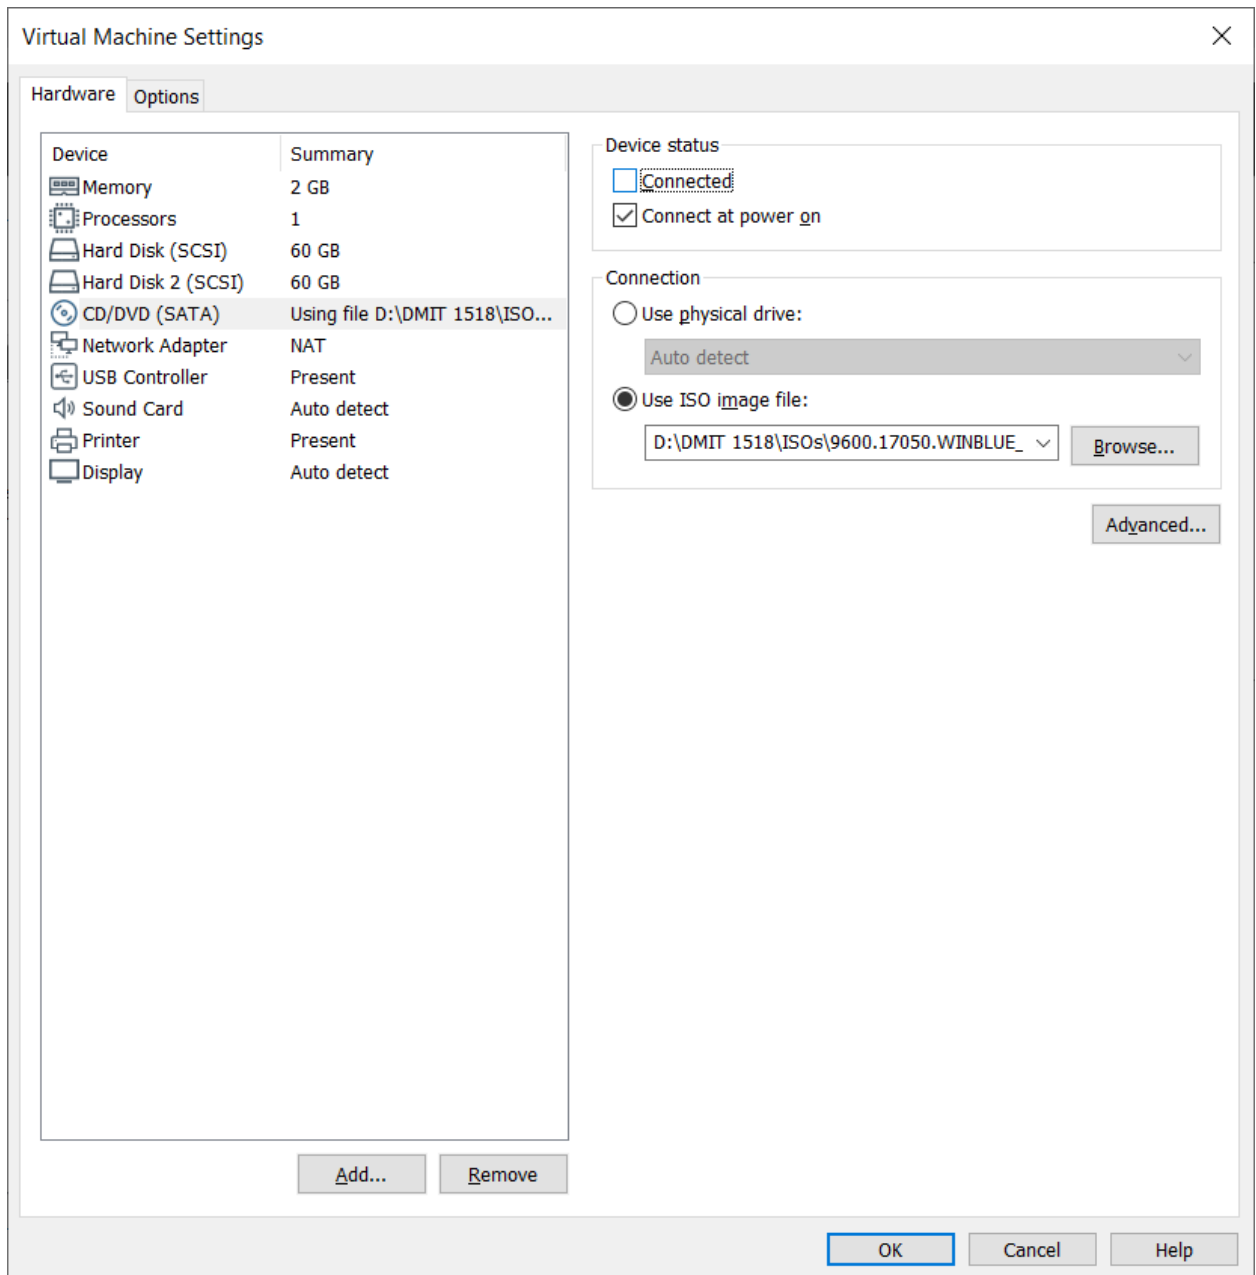 Virtual Machine Settings
Hardware Options
Device Summary
Memory 2 GB
Processors 1
Hard Disk (SCSI) 60 GB
Hard Disk 2 (SCSI) 60 GB
CD/DVD (SATA) Using file D:\DMIT 1518\ISO...
Network Adapter NAT
USB Controller Present
Sound Card Auto detect
Printer Present
Display Auto detect
Add... Remove
Device status
Connected
Connect at power on
Connection
Use physical drive:
Auto detect
Use ISO image file:
D:\DMIT 1518\ISOs\9600.17050.WINBLUE_ Browse...
Advanced...
OK Cancel Help